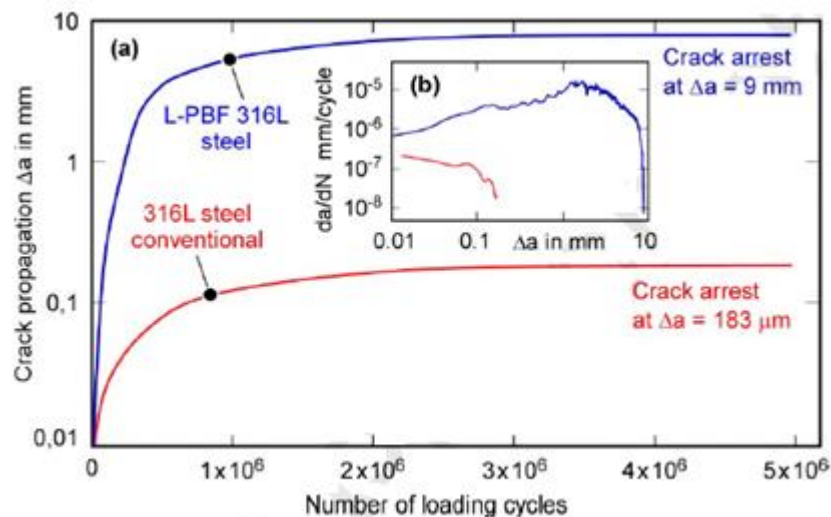 10
1
0,1
0,01
Crack propagation Δa in mm
(a)
L-PBF 316L
steel
316L steel
conventional
Crack arrest
at Δa = 9 mm
Crack arrest
at Δa = 183 μm
(b)
da/dN mm/cycle
10⁻⁵
10⁻⁶
10⁻⁷
10⁻⁸
0.01 0.1 Δa in mm 10
0 1x10⁶ 2x10⁶ 3x10⁶ 4x10⁶ 5x10⁶
Number of loading cycles